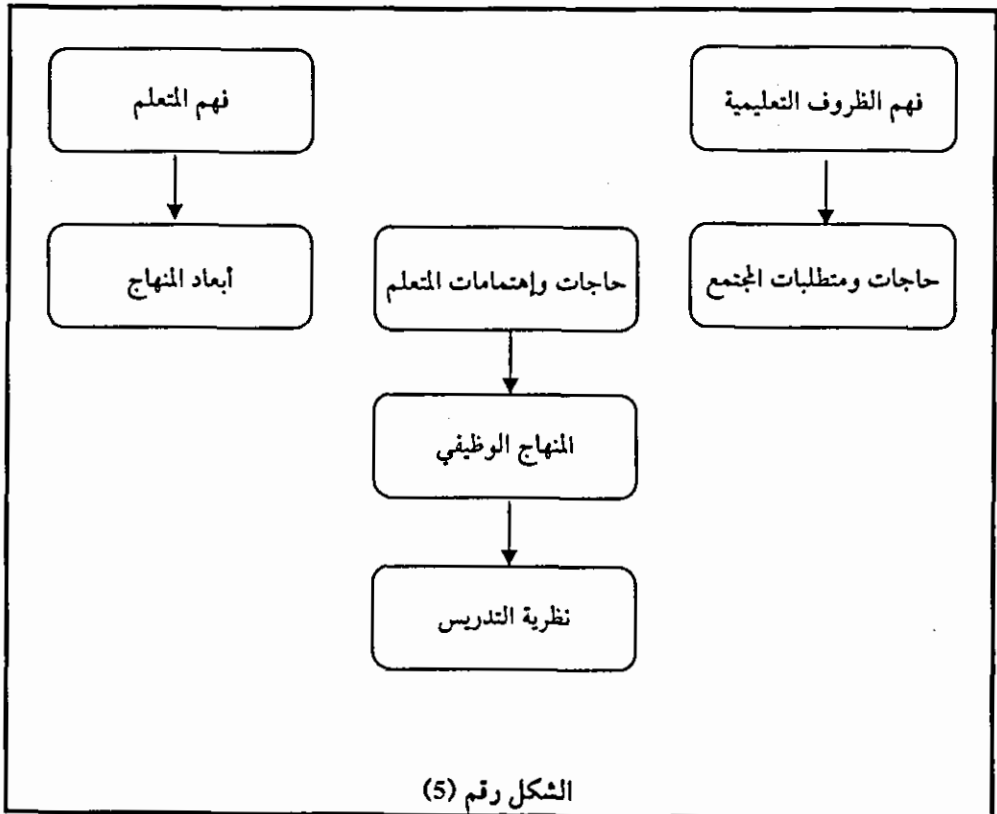 فهم الظروف التعليمية
فهم المتعلم
حاجات ومتطلبات المجتمع
حاجات وإهتمامات المتعلم
أبعاد المنهاج
المنهاج الوظيفي
نظرية التدريس
الشكل رقم (5)